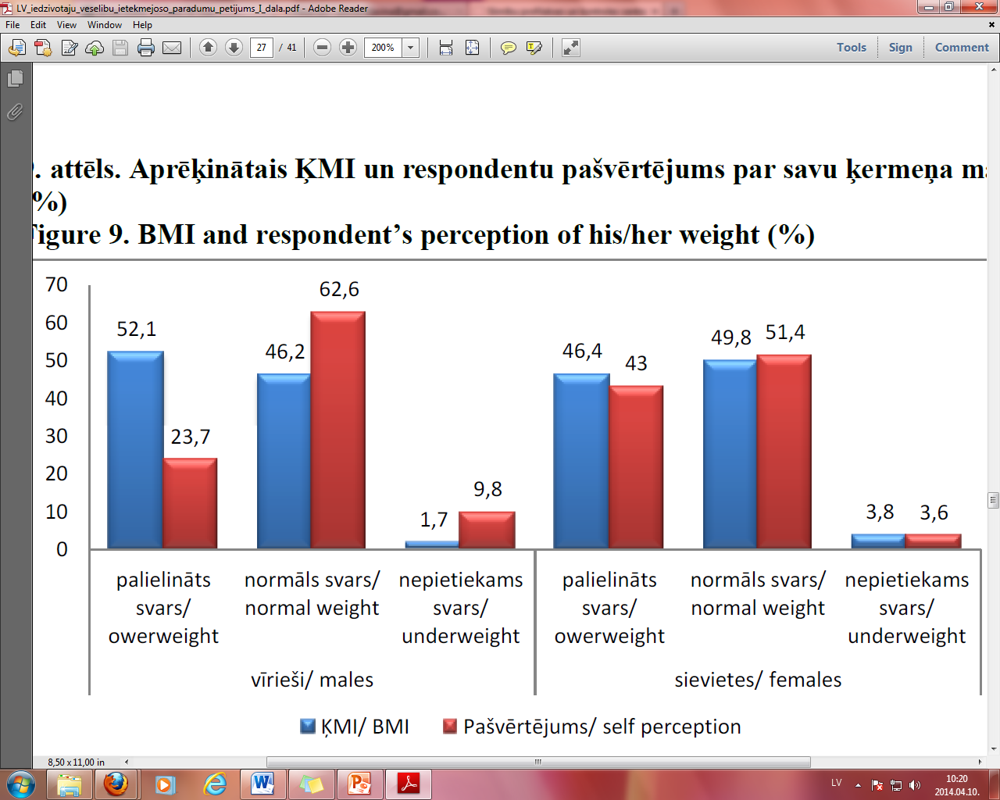 LV_iedzivotaju_veselibu_ietekmejoso_paradumu_petijums_I_dala.pdf - Adobe Reader
File Edit View Window Help
27 / 41 200% Tools Sign Comment
. attēls. Aprēķinātais ĶMI un respondentu pašvērtējums par savu ķermeņa
%)
Figure 9. BMI and respondent’s perception of his/her weight (%)
70
60
50
40
30
20
10
0
52,1
23,7
46,2
62,6
1,7
9,8
46,4
43
49,8
51,4
3,8
3,6
palielināts svars/ owerweight
normāls svars/ normal weight
nepietiekams svars/ underweight
palielināts svars/ owerweight
normāls svars/ normal weight
nepietiekams svars/ underweight
vīrieši/ males
sievietes/ females
ĶMI/ BMI
Pašvērtējums/ self perception
8,50 x 11,00 in
LV
10:20
2014.04.10.